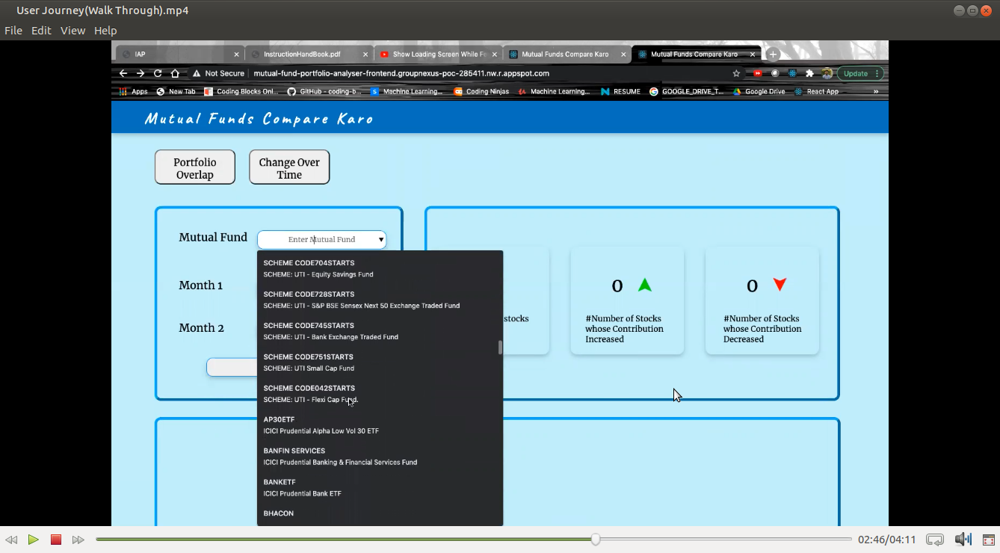 User Journey(Walk Through).mp4
File Edit View Help
IAP
InstructionHandBook.pdf
Show Loading Screen While Fe
Mutual Funds Compare Karo
Mutual Funds Compare Karo
Not Secure mutual-fund-portfolio-analyser-frontend.groupnexus-poc-285411.nw.r.appspot.com
Update
Apps
New Tab
Coding Blocks Onl...
GitHub - coding-b...
Machine Learning...
Coding Ninjas
Machine Learning...
RESUME
GOOGLE_DRIVE_T...
Google Drive
React App
»
Mutual Funds Compare Karo
Portfolio
Overlap
Change Over
Time
Mutual Fund
Enter Mutual Fund
Month 1
Month 2
SCHEME CODE704STARTS
SCHEME: UTI - Equity Savings Fund
SCHEME CODE728STARTS
SCHEME: UTI - S&P BSE Sensex Next 50 Exchange Traded Fund
SCHEME CODE745STARTS
SCHEME: UTI - Bank Exchange Traded Fund
SCHEME CODE751STARTS
SCHEME: UTI Small Cap Fund
SCHEME CODE042STARTS
SCHEME: UTI - Flexi Cap Fund.
AP30ETF
ICICI Prudential Alpha Low Vol 30 ETF
BANFIN SERVICES
ICICI Prudential Banking & Financial Services Fund
BANKETF
ICICI Prudential Bank ETF
BHACON
stocks
0
#Number of Stocks
whose Contribution
Increased
0
#Number of Stocks
whose Contribution
Decreased
02:46/04:11